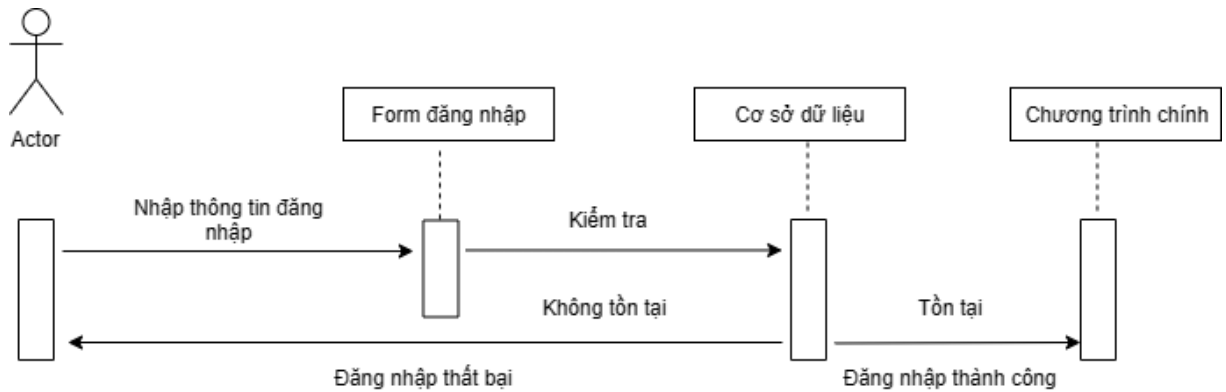 Actor
Form đăng nhập
Cơ sở dữ liệu
Chương trình chính
Nhập thông tin đăng
nhập
Kiểm tra
Không tồn tại
Tồn tại
Đăng nhập thất bại
Đăng nhập thành công